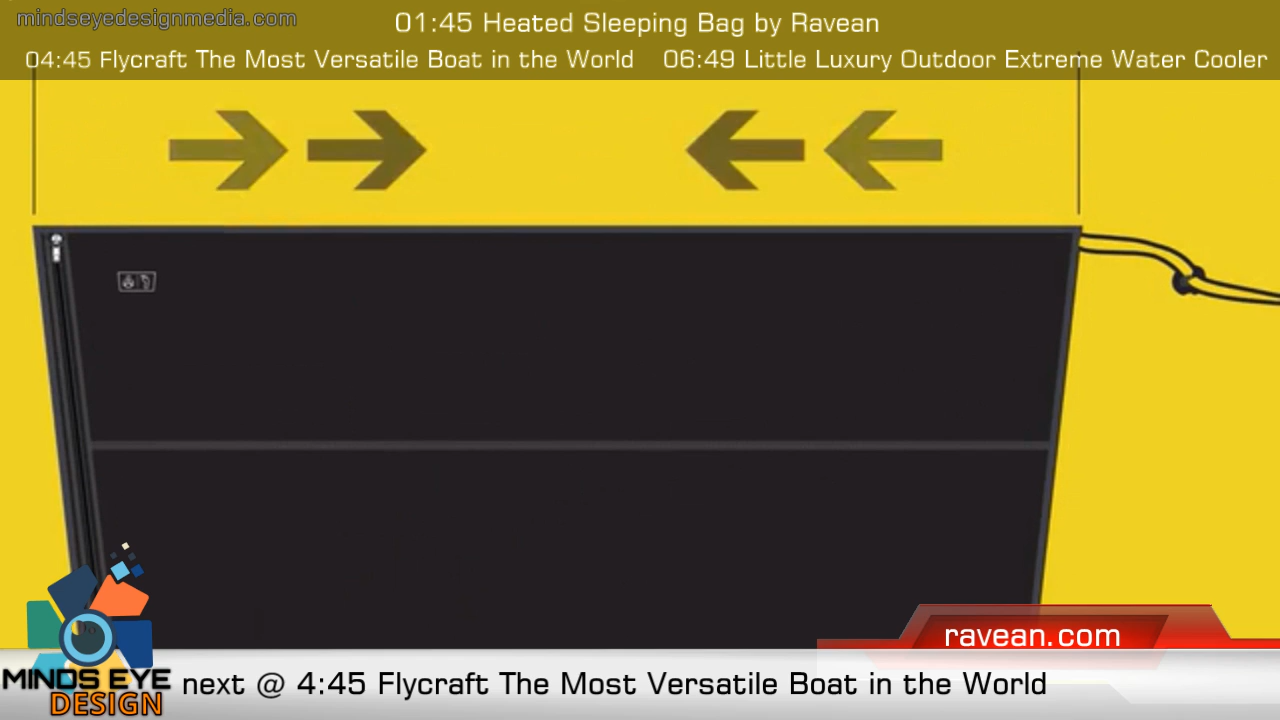 mindseyedesignmedia.com
01:45 Heated Sleeping Bag by Ravean
04:45 Flycraft The Most Versatile Boat in the World 06:49 Little Luxury Outdoor Extreme Water Cooler
ravean.com
MINDS EYE
DESIGN
next @ 4:45 Flycraft The Most Versatile Boat in the World